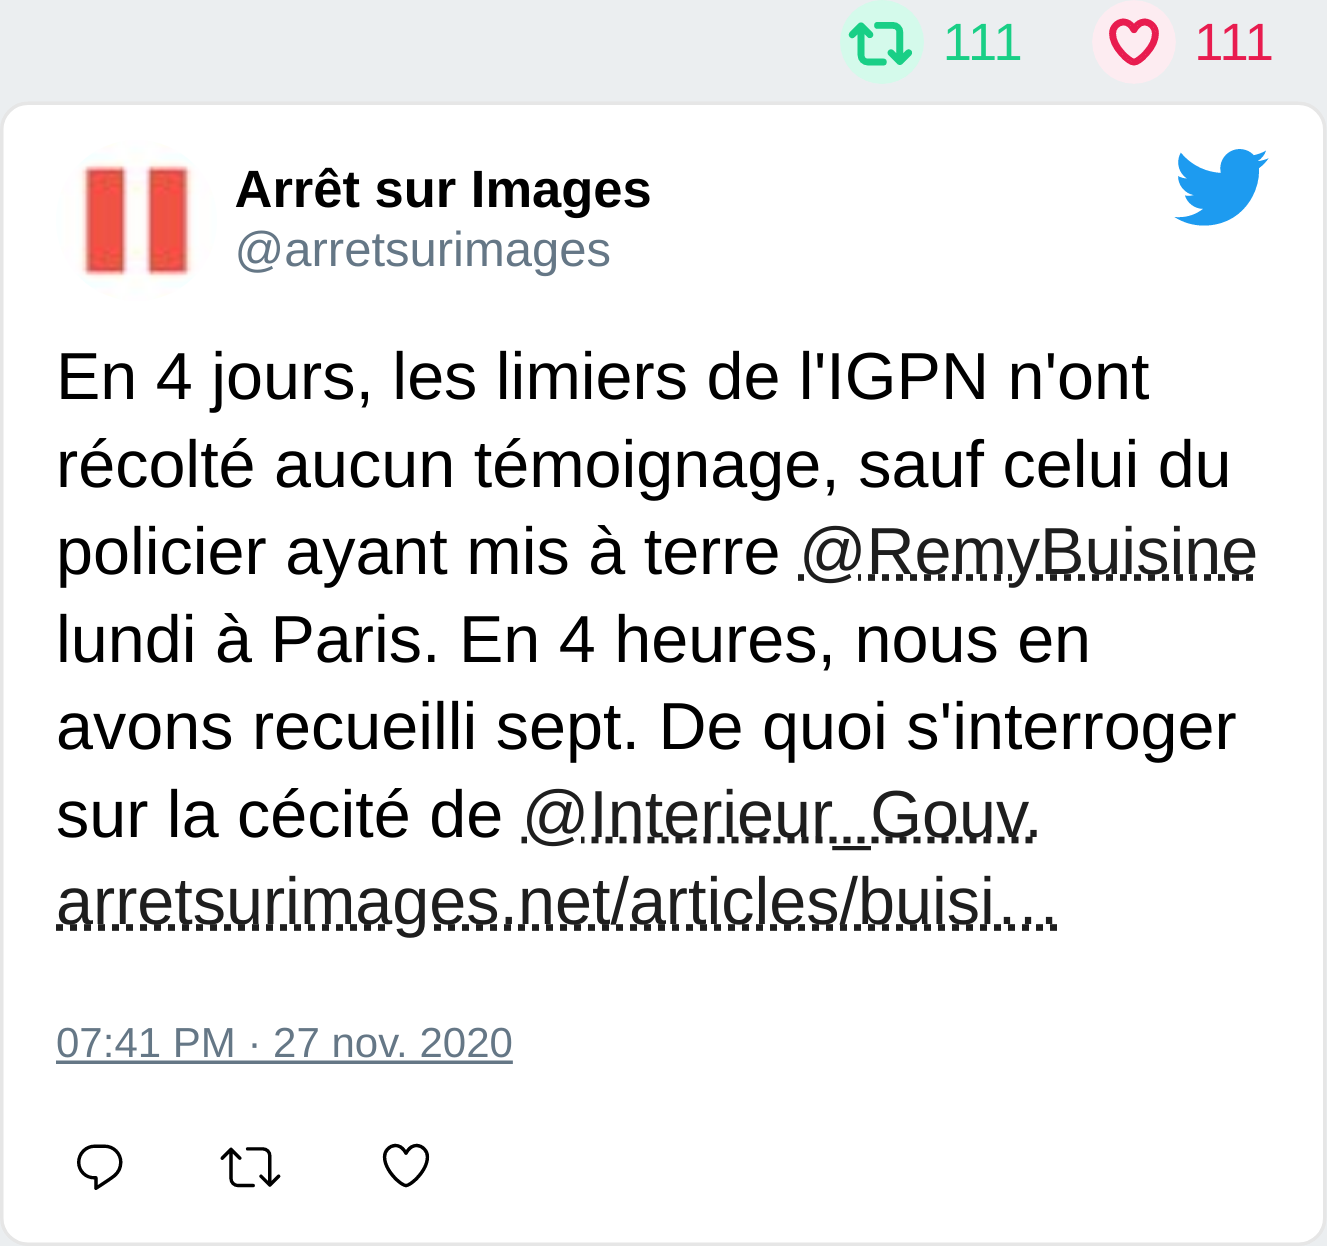 111 111
Arrêt sur Images
@arretsurimages
En 4 jours, les limiers de l'IGPN n'ont
récolté aucun témoignage, sauf celui du
policier ayant mis à terre @RemyBuisine
lundi à Paris. En 4 heures, nous en
avons recueilli sept. De quoi s'interroger
sur la cécité de @Interieur_Gouv.
arretsurimages.net/articles/buisi…
07:41 PM · 27 nov. 2020